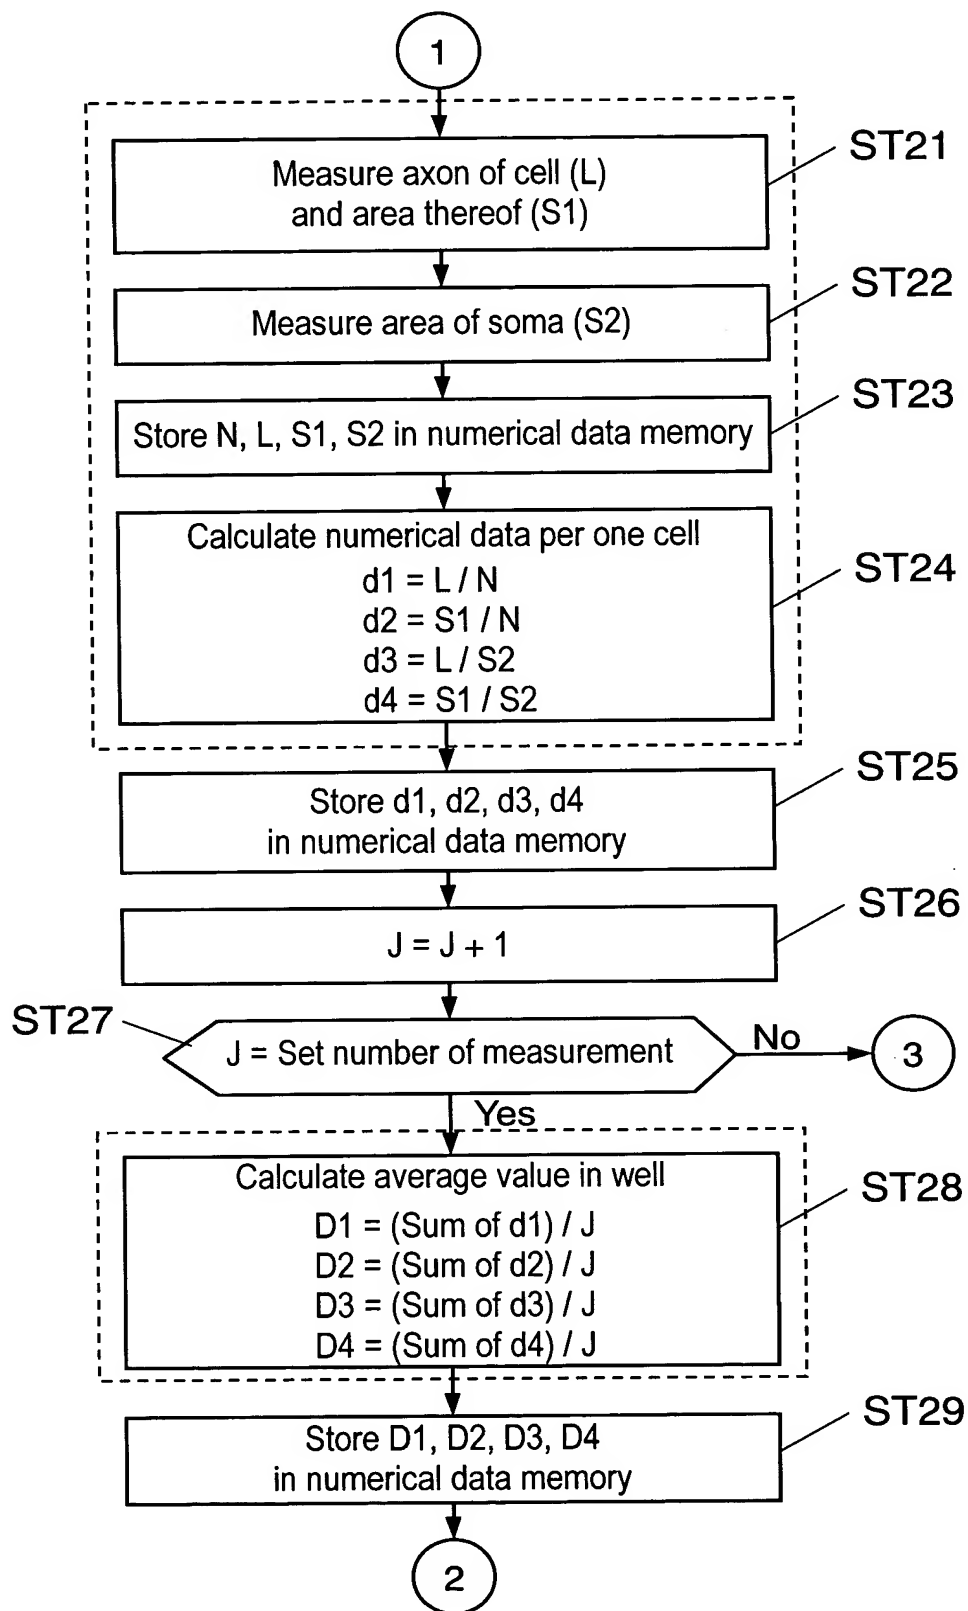 1
ST21
Measure axon of cell (L)
and area thereof (S1)
ST22
Measure area of soma (S2)
ST23
Store N, L, S1, S2 in numerical data memory
ST24
Calculate numerical data per one cell
d1 = L / N
d2 = S1 / N
d3 = L / S2
d4 = S1 / S2
ST25
Store d1, d2, d3, d4
in numerical data memory
ST26
J = J + 1
ST27
J = Set number of measurement
No
3
Yes
ST28
Calculate average value in well
D1 = (Sum of d1) / J
D2 = (Sum of d2) / J
D3 = (Sum of d3) / J
D4 = (Sum of d4) / J
ST29
Store D1, D2, D3, D4
in numerical data memory
2